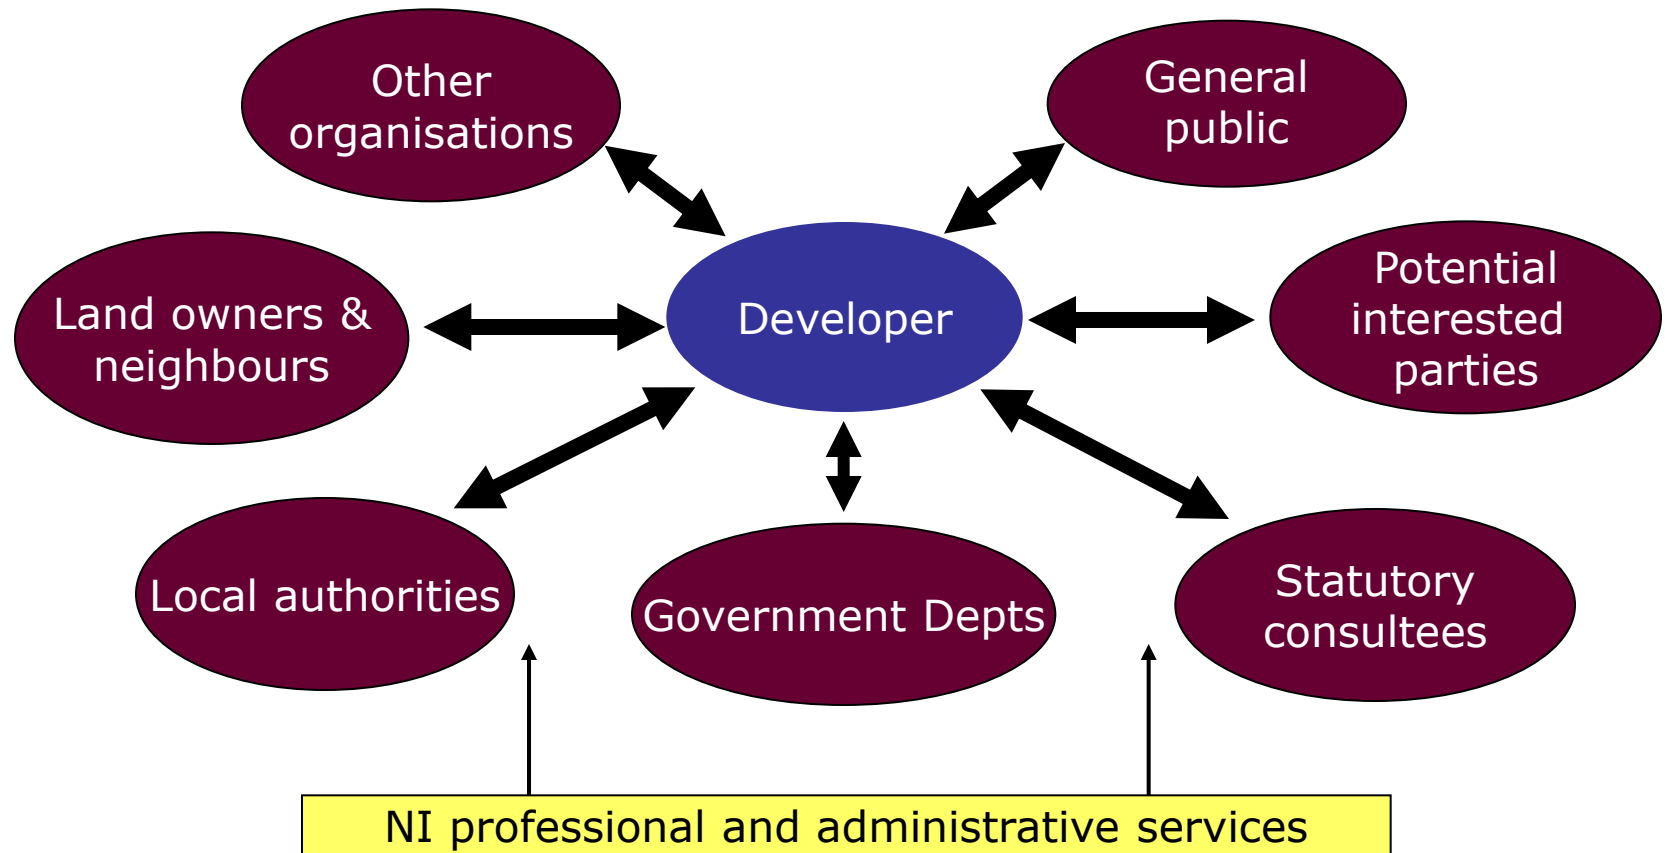 Other
organisations
General
public
Land owners &
neighbours
Developer
Potential
interested
parties
Local authorities
Government Depts
Statutory
consultees
NI professional and administrative services